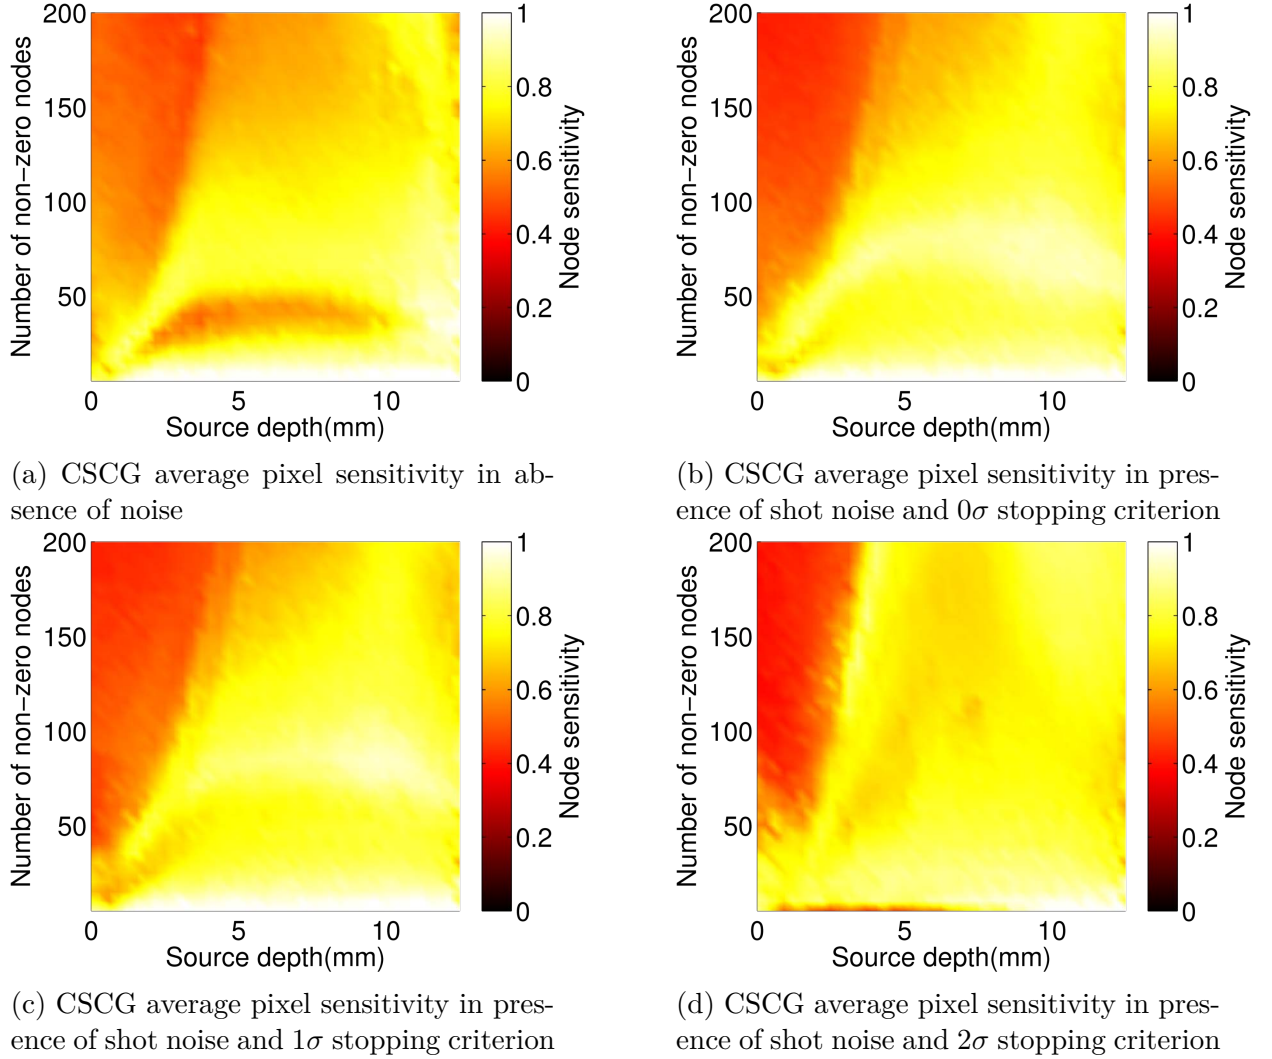 200
150
100
50
0
5
10
Number of non−zero nodes
Source depth(mm)
1
0.8
0.6
0.4
0.2
0
Node sensitivity
(a) CSCG average pixel sensitivity in ab-
sence of noise
200
150
100
50
0
5
10
Number of non−zero nodes
Source depth(mm)
1
0.8
0.6
0.4
0.2
0
Node sensitivity
(b) CSCG average pixel sensitivity in pres-
ence of shot noise and 0σ stopping criterion
200
150
100
50
0
5
10
Number of non−zero nodes
Source depth(mm)
1
0.8
0.6
0.4
0.2
0
Node sensitivity
(c) CSCG average pixel sensitivity in pres-
ence of shot noise and 1σ stopping criterion
200
150
100
50
0
5
10
Number of non−zero nodes
Source depth(mm)
1
0.8
0.6
0.4
0.2
0
Node sensitivity
(d) CSCG average pixel sensitivity in pres-
ence of shot noise and 2σ stopping criterion